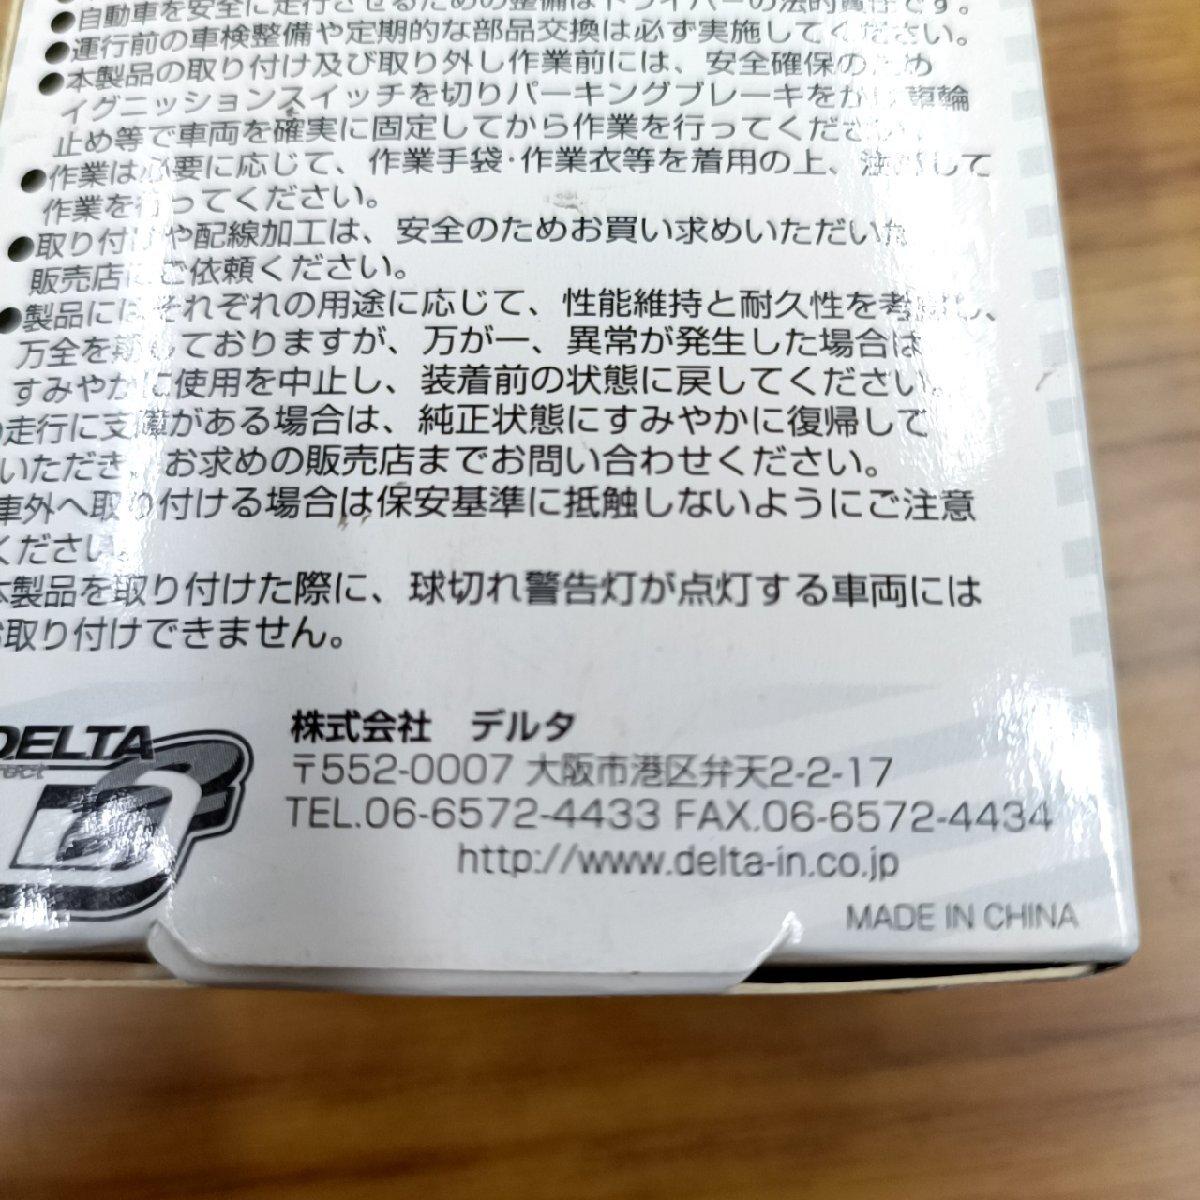 ●自動車を安全に走行させるための整備はドライバーの法的責任です。
●運行前の車検整備や定期的な部品交換は必ず実施してください。
●本製品の取り付け及び取り外し作業前には、安全確保のため
イグニッションスイッチを切りパーキングブレーキをかけ車輪
止め等で車両を確実に固定してから作業を行ってください。
●作業は必要に応じて、作業手袋・作業衣等を着用の上、注意して
作業を行ってください。
●取り付けや配線加工は、安全のためお買い求めいただいた
販売店にご依頼ください。
●製品にはそれぞれの用途に応じて、性能維持と耐久性を考慮し、
万全を期しておりますが、万が一、異常が発生した場合は
すみやかに使用を中止し、装着前の状態に戻してください。
走行に支障がある場合は、純正状態にすみやかに復帰して
いただき、お求めの販売店までお問い合わせください。
車外へ取り付ける場合は保安基準に抵触しないようにご注意
ください。
本製品を取り付けた際に、球切れ警告灯が点灯する車両には
お取り付けできません。
DELTA
株式会社 デルタ
〒552-0007 大阪市港区弁天2-2-17
TEL.06-6572-4433 FAX.06-6572-4434
http://www.delta-in.co.jp
MADE IN CHINA